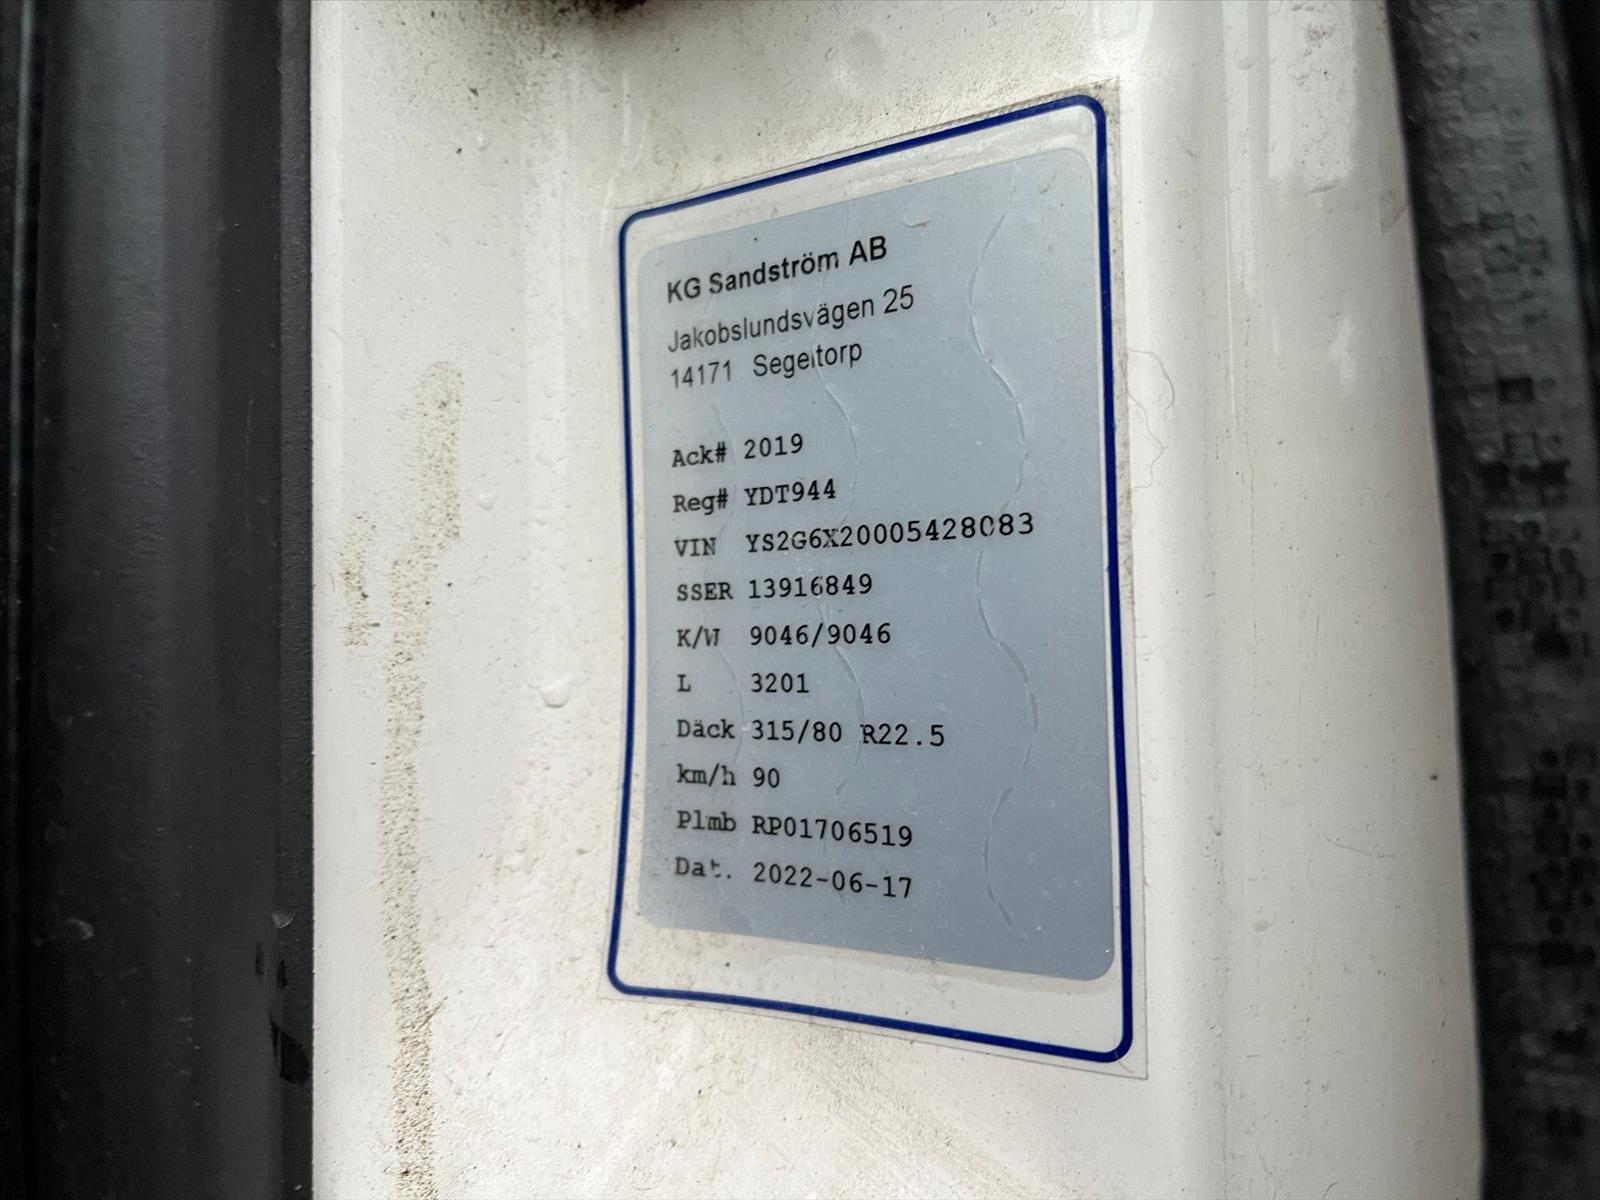 KG Sandström AB
Jakobslundsvägen 25
14171 Segeltorp
Ack# 2019
Reg# YDT944
VIN YS2G6X20005428083
SSER 13916849
K/W 9046/9046
L 3201
Däck 315/80 R22.5
km/h 90
Plmb RP01706519
Dat. 2022-06-17